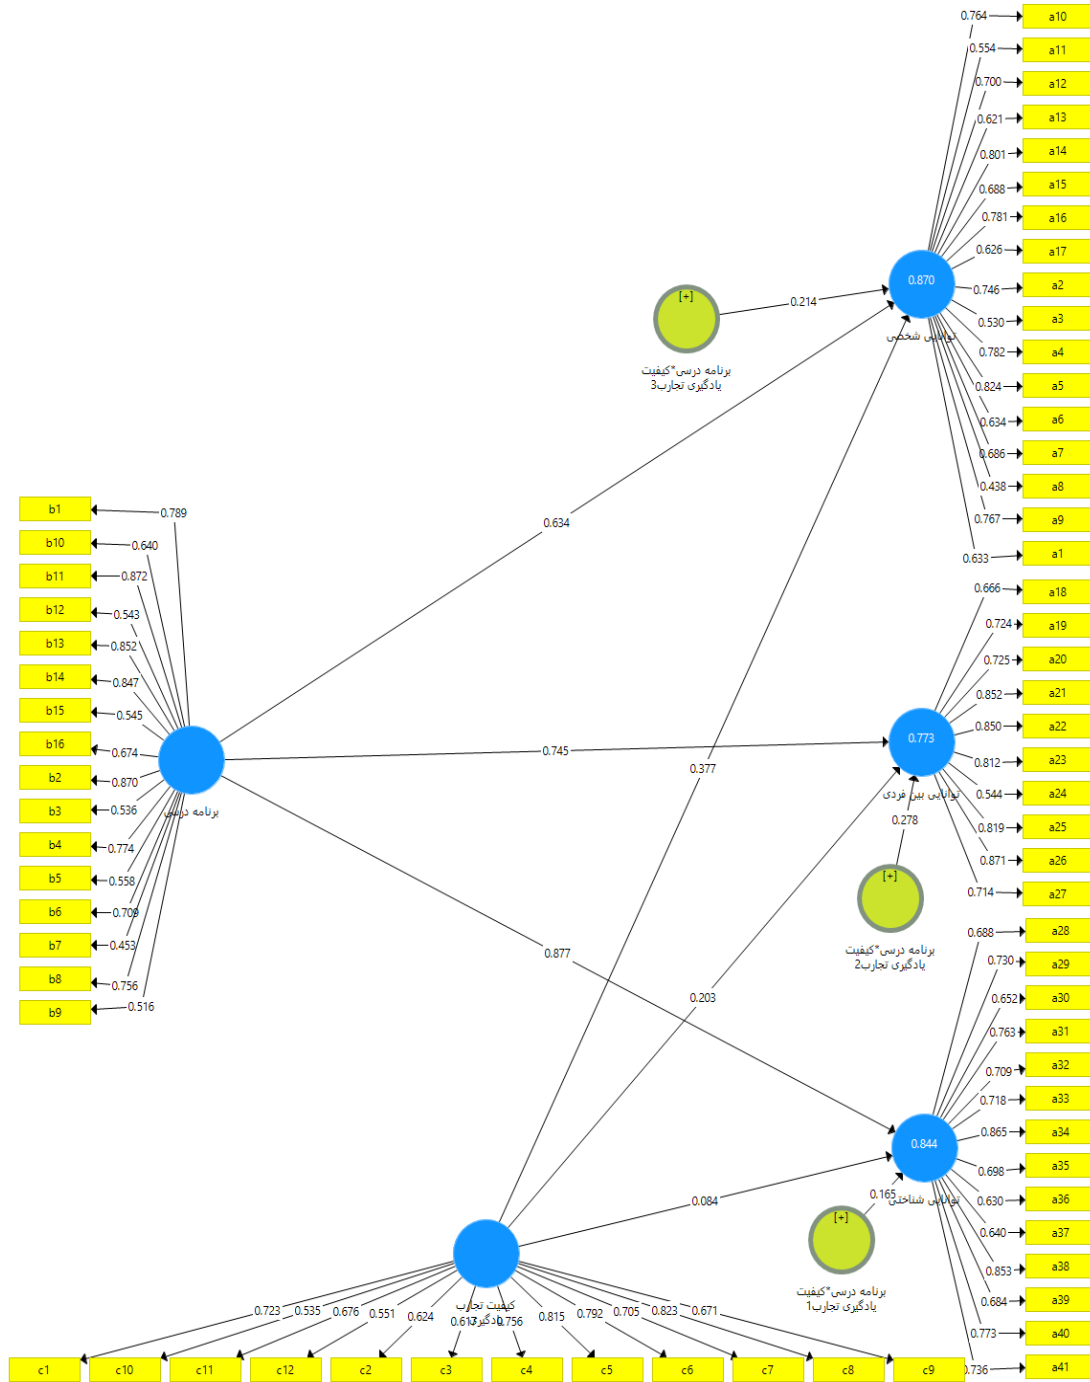 0.764 a10
0.554 a11
0.700 a12
0.621 a13
0.801 a14
0.688 a15
0.781 a16
0.626 a17
0.870
0.746 a2
0.530 a3
توانایی شخصی
0.782 a4
0.824 a5
0.634 a6
0.686 a7
0.438 a8
0.767 a9
0.633 a1
[+]
0.214
برنامه درسی*کیفیت
یادگیری تجارب3
0.634
b1 0.789
b10 0.640
b11 0.872
b12 0.543
b13 0.852
b14 0.847
b15 0.545
b16 0.674
b2 0.870
b3 0.536
برنامه درسی
b4 0.774
b5 0.558
b6 0.709
b7 0.453
b8 0.756
b9 0.516
0.745
0.377
0.666 a18
0.724 a19
0.725 a20
0.852 a21
0.773
0.850 a22
0.812 a23
توانایی بین فردی
0.544 a24
0.819 a25
0.871 a26
0.714 a27
0.278
[+]
برنامه درسی*کیفیت
یادگیری تجارب2
0.877
0.203
0.688 a28
0.730 a29
0.652 a30
0.763 a31
0.709 a32
0.718 a33
0.844
0.865 a34
0.698 a35
توانایی شناختی
0.630 a36
0.640 a37
0.853 a38
0.684 a39
0.773 a40
0.736 a41
0.165
0.084
[+]
برنامه درسی*کیفیت
یادگیری تجارب1
کیفیت تجارب
یادگیری
0.723 0.535 0.676 0.551 0.624 0.617 0.756 0.815 0.792 0.705 0.823 0.671
c1 c10 c11 c12 c2 c3 c4 c5 c6 c7 c8 c9